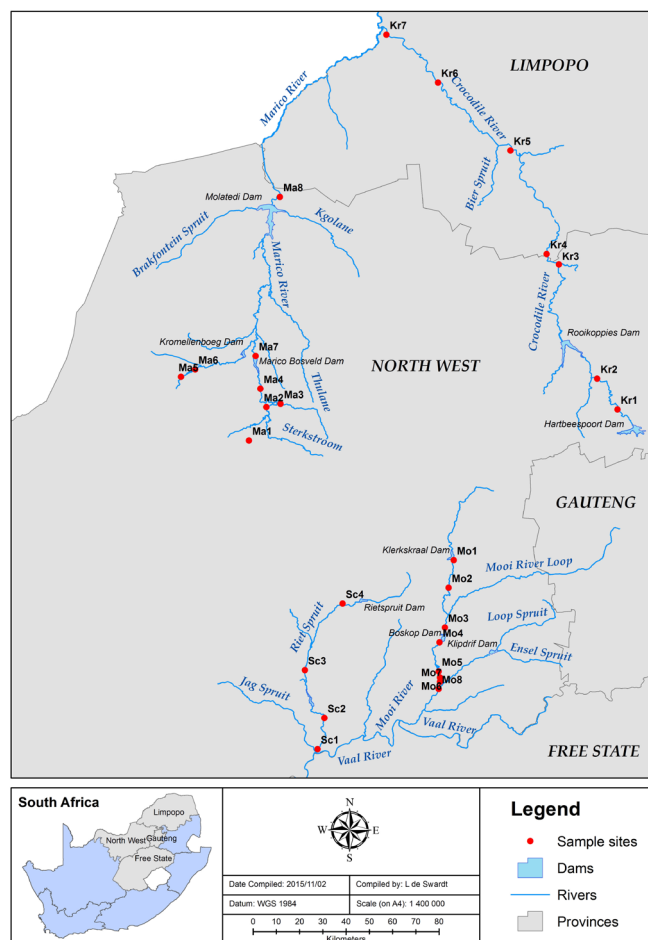 Kr7
LIMPOPO
Kr6
Crocodile River
Marico River
Kr5
Bier Spruit
Ma8
Molatedi Dam
Kgolane
Brakfontein Spruit
Marico River
Kr4
Kr3
Crocodile River
Rooikoppies Dam
Kromellenboeg Dam
Ma7
Ma6
Marico Bosveld Dam
NORTH WEST
Ma5
Kr2
Ma4
Thulane
Ma3
Ma2
Kr1
Hartbeespoort Dam
Ma1
Sterkstroom
GAUTENG
Klerkskraal Dam
Mo1
Mooi River Loop
Mo2
Sc4
Rietspruit Dam
Loop Spruit
Riet Spruit
Mo3
Boskop Dam
Mo4
Klipdrif Dam
Ensel Spruit
Sc3
Mo5
Mo7
Mo8
Mo6
Jag Spruit
Mooi River
Sc2
Vaal River
Sc1
Vaal River
FREE STATE
South Africa
Limpopo
North West
Gauteng
Free State
N
W E
S
Date Compiled: 2015/11/02
Compiled by: L de Swardt
Datum: WGS 1984
Scale (on A4): 1 400 000
0 10 20 30 40 50 60 70 80
Kilometers
Legend
Sample sites
Dams
Rivers
Provinces